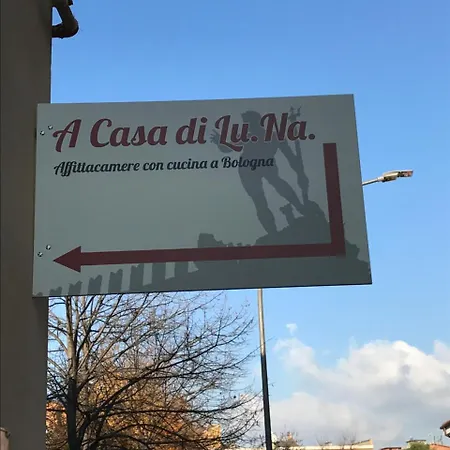 A Casa di Lu.Na.
Affittacamere con cucina a Bologna